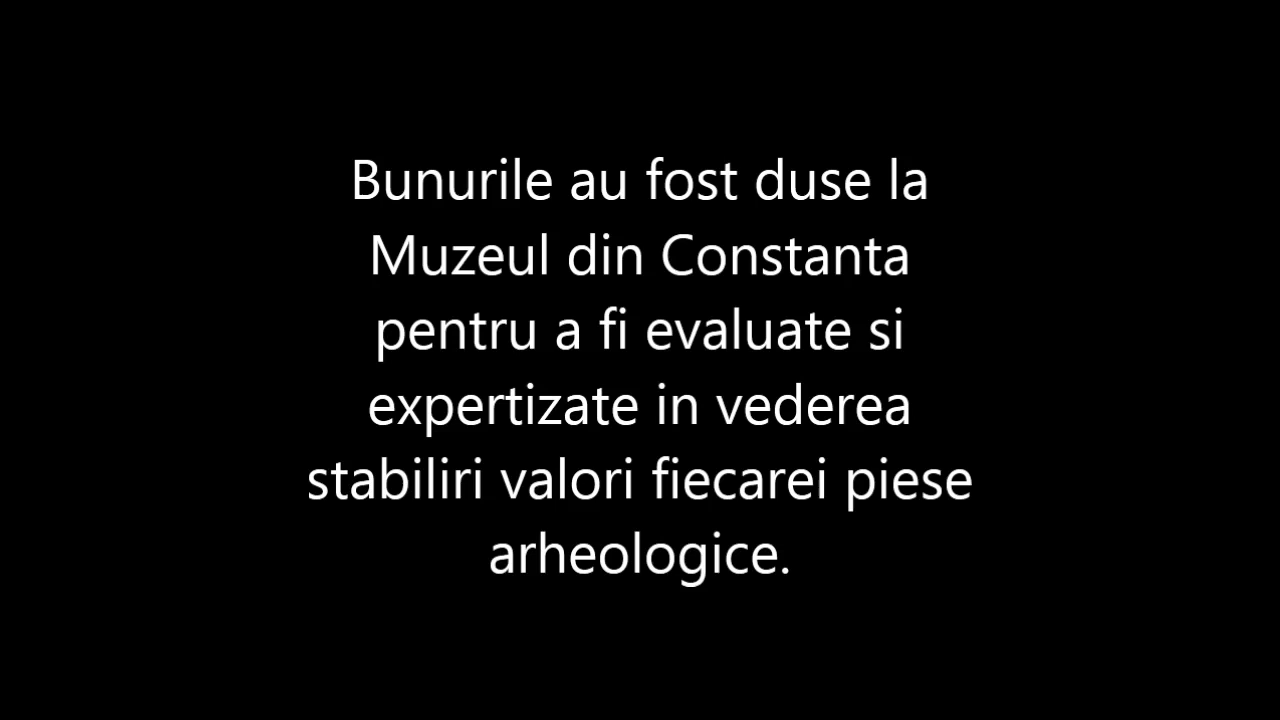 Bunurile au fost duse la
Muzeul din Constanta
pentru a fi evaluate si
expertizate in vederea
stabiliri valori fiecarei piese
arheologice.